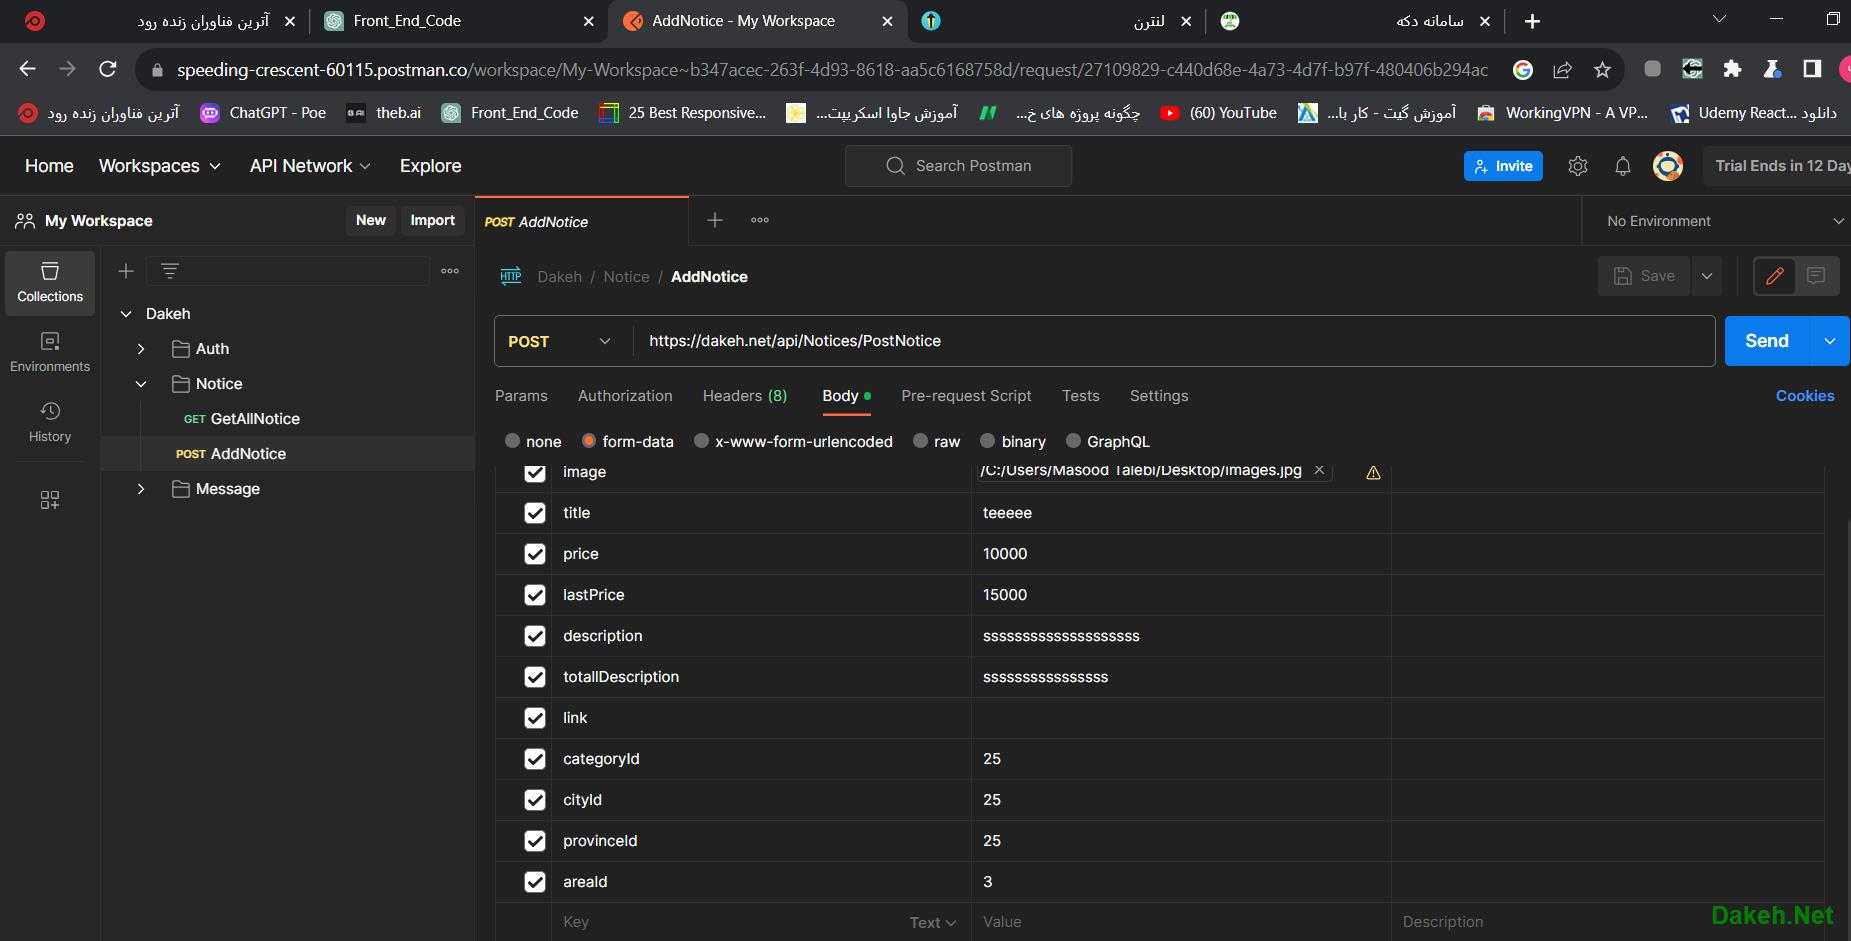 آترین فناوران زنده رود
Front_End_Code
AddNotice - My Workspace
لنترن
سامانه دکه
speeding-crescent-60115.postman.co/workspace/My-Workspace~b347acec-263f-4d93-8618-aa5c6168758d/request/27109829-c440d68e-4a73-4d7f-b97f-480406b294ac
آترین فناوران زنده رود
ChatGPT - Poe
theb.ai
Front_End_Code
25 Best Responsive...
آموزش جاوا اسکریپت...
چگونه پروژه های خ...
(60) YouTube
آموزش گیت - کار با...
WorkingVPN - A VP...
دانلود Udemy React...
Home
Workspaces
API Network
Explore
Search Postman
Invite
Trial Ends in 12 Day
My Workspace
New
Import
POST AddNotice
No Environment
Collections
Environments
History
Dakeh
Auth
Notice
GET GetAllNotice
POST AddNotice
Message
HTTP
Dakeh / Notice / AddNotice
Save
POST
https://dakeh.net/api/Notices/PostNotice
Send
Params
Authorization
Headers (8)
Body
Pre-request Script
Tests
Settings
Cookies
none
form-data
x-www-form-urlencoded
raw
binary
GraphQL
image /C:/Users/Masood Talebi/Desktop/images.jpg
title teeeee
price 10000
lastPrice 15000
description ssssssssssssssssssss
totallDescription ssssssssssssssss
link
categoryId 25
cityId 25
provinceId 25
areaId 3
Key Text Value Description
Dakeh.Net